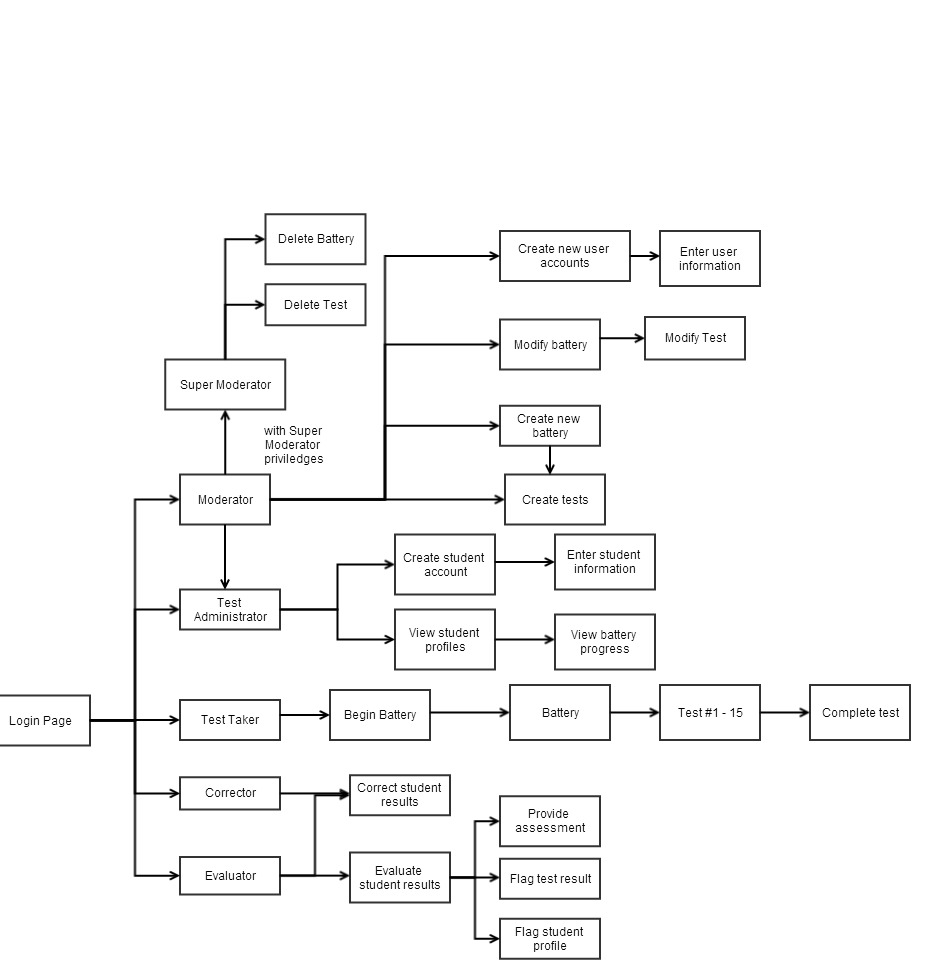 Delete Battery
Delete Test
Super Moderator
with Super
Moderator
priviledges
Moderator
Create new user
accounts
Enter user
information
Modify battery
Modify Test
Create new
battery
Create tests
Test
Administrator
Create student
account
Enter student
information
View student
profiles
View battery
progress
Login Page
Test Taker
Begin Battery
Battery
Test #1 - 15
Complete test
Corrector
Correct student
results
Evaluator
Evaluate
student results
Provide
assessment
Flag test result
Flag student
profile